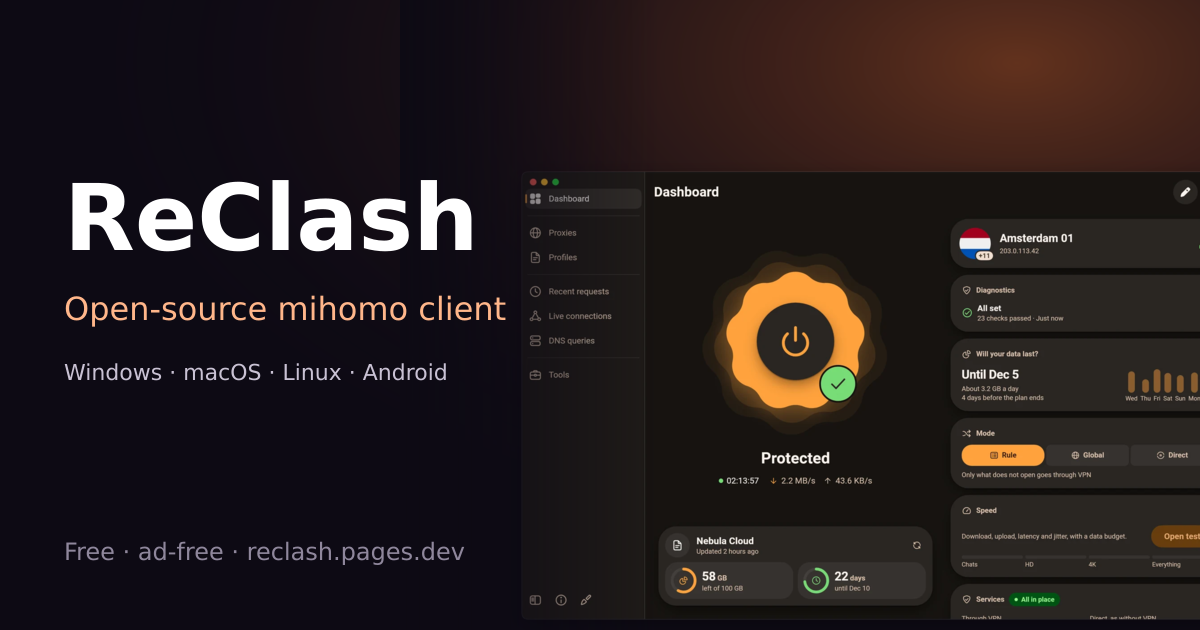 ReClash
Open-source mihomo client
Windows · macOS · Linux · Android
Free · ad-free · reclash.pages.dev
Dashboard
Proxies
Profiles
Recent requests
Live connections
DNS queries
Tools
Dashboard
Protected
02:13:57 ↓ 2.2 MB/s ↑ 43.6 KB/s
Nebula Cloud
Updated 2 hours ago
58 GB
left of 100 GB
22 days
until Dec 10
Amsterdam 01
203.0.113.42
+11
Diagnostics
All set
23 checks passed · Just now
Will your data last?
Until Dec 5
About 3.2 GB a day
4 days before the plan ends
Wed Thu Fri Sat Sun Mon
Mode
Rule Global Direct
Only what does not open goes through VPN
Speed
Download, upload, latency and jitter, with a data budget.
Open test
Chats HD 4K Everything
Services All in place
Through VPN Direct, as without VPN